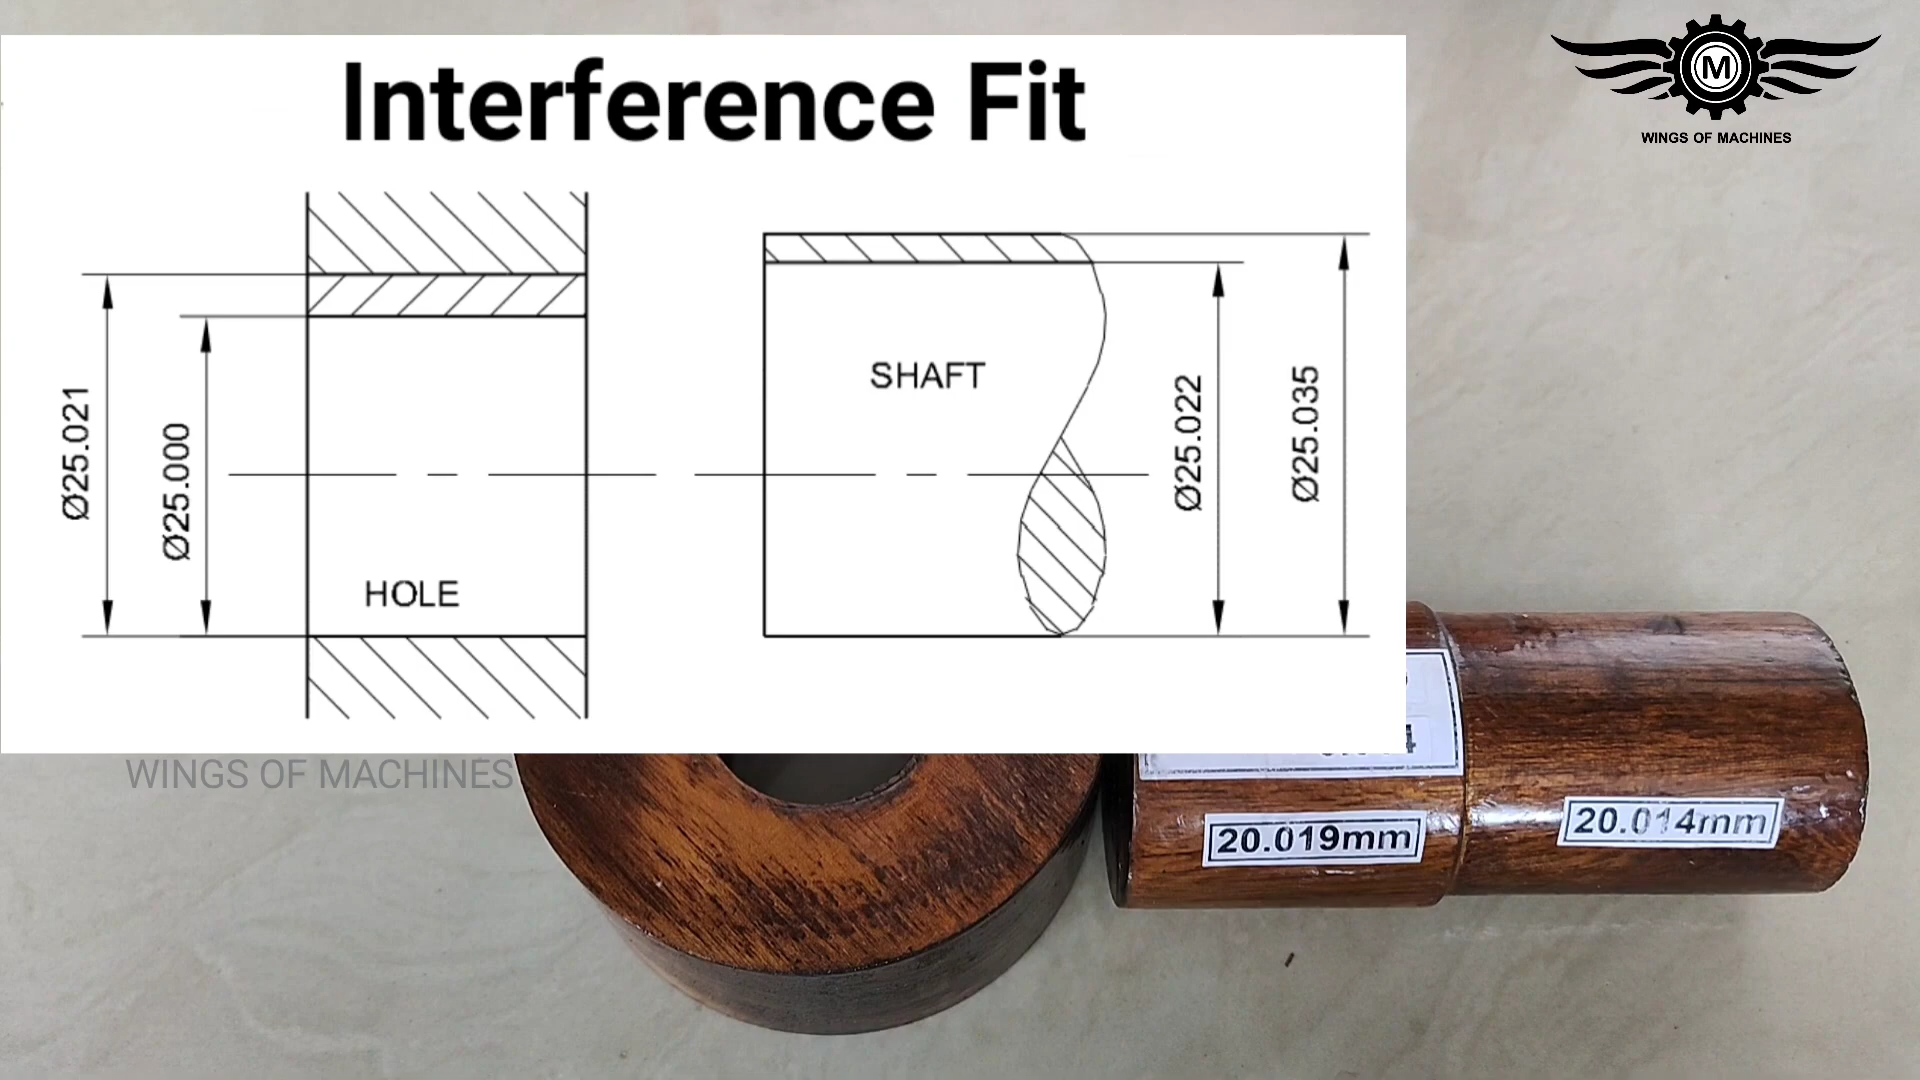 Interference Fit
M
WINGS OF MACHINES
Ø25.021
Ø25.000
HOLE
SHAFT
Ø25.022
Ø25.035
WINGS OF MACHINES
20.019mm
20.014mm